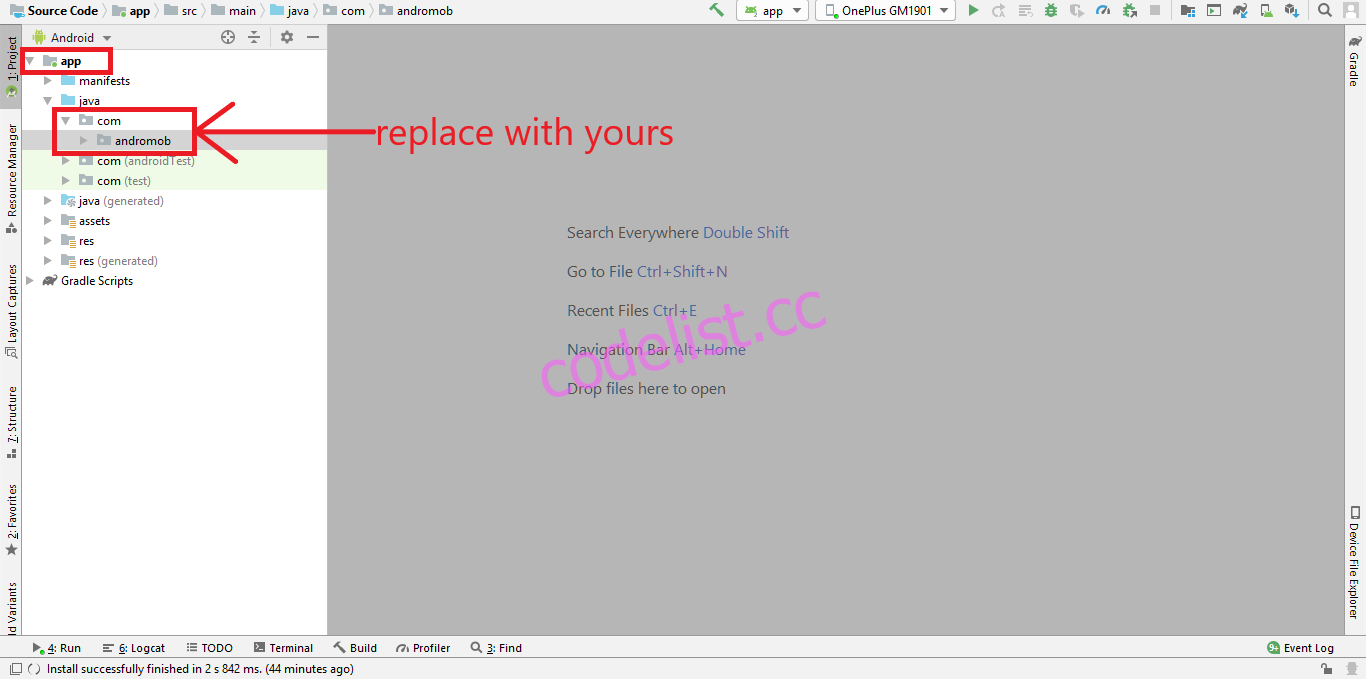 Source Code app src main java com andromob
app OnePlus GM1901
Android
1: Project
app
manifests
java
com
andromob
com (androidTest)
com (test)
java (generated)
assets
res
res (generated)
Gradle Scripts
replace with yours
Search Everywhere Double Shift
Go to File Ctrl+Shift+N
Recent Files Ctrl+E
Navigation Bar Alt+Home
Drop files here to open
codelist.cc
Resource Manager
Layout Captures
7: Structure
2: Favorites
ld Variants
Gradle
Device File Explorer
4: Run 6: Logcat TODO Terminal Build Profiler 3: Find 9+ Event Log
Install successfully finished in 2 s 842 ms. (44 minutes ago)